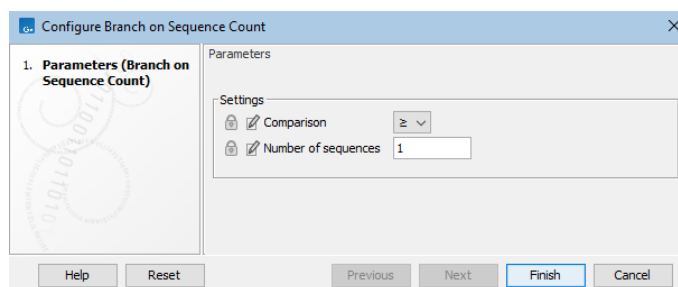 Configure Branch on Sequence Count
1. Parameters (Branch on
Sequence Count)
Parameters
Settings
Comparison ≥
Number of sequences 1
Help Reset Previous Next Finish Cancel